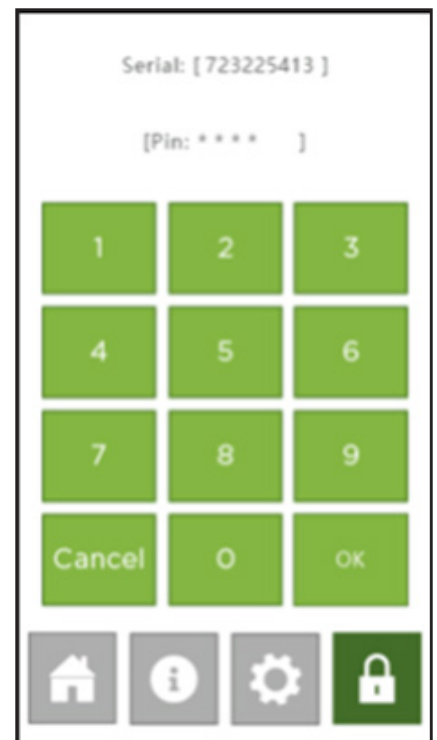 Serial: [ 723225413 ]
[Pin: * * * * ]
1 2 3
4 5 6
7 8 9
Cancel 0 OK
i